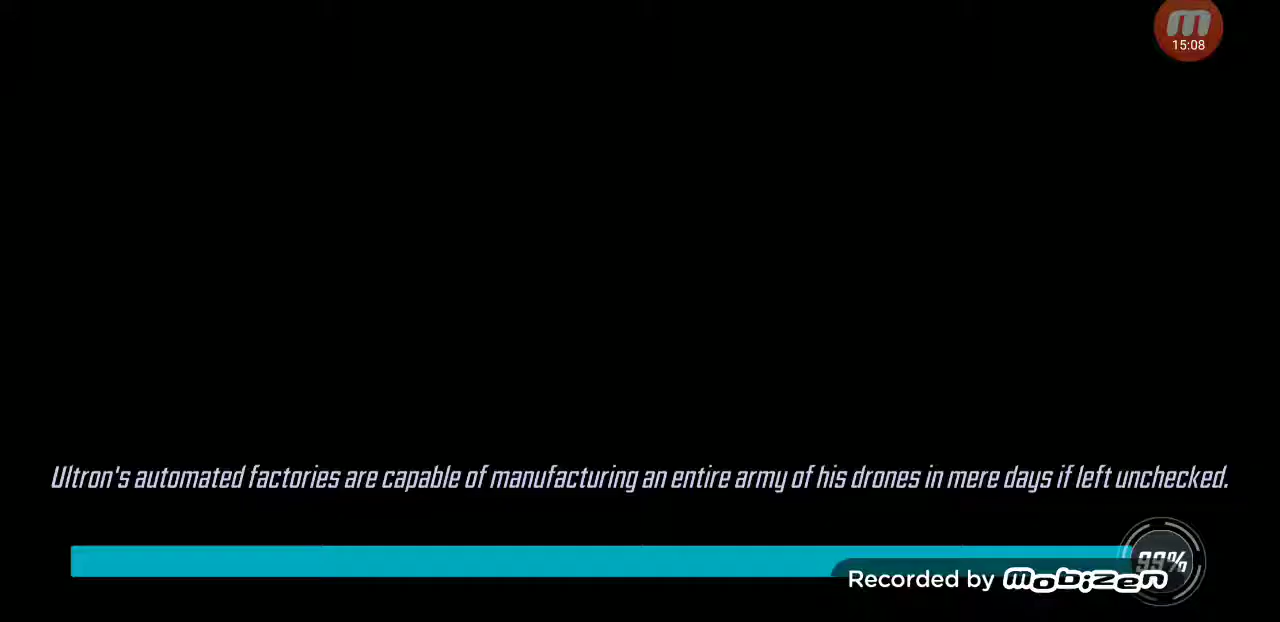 15:08
Ultron's automated factories are capable of manufacturing an entire army of his drones in mere days if left unchecked.
99%
Recorded by mobizen